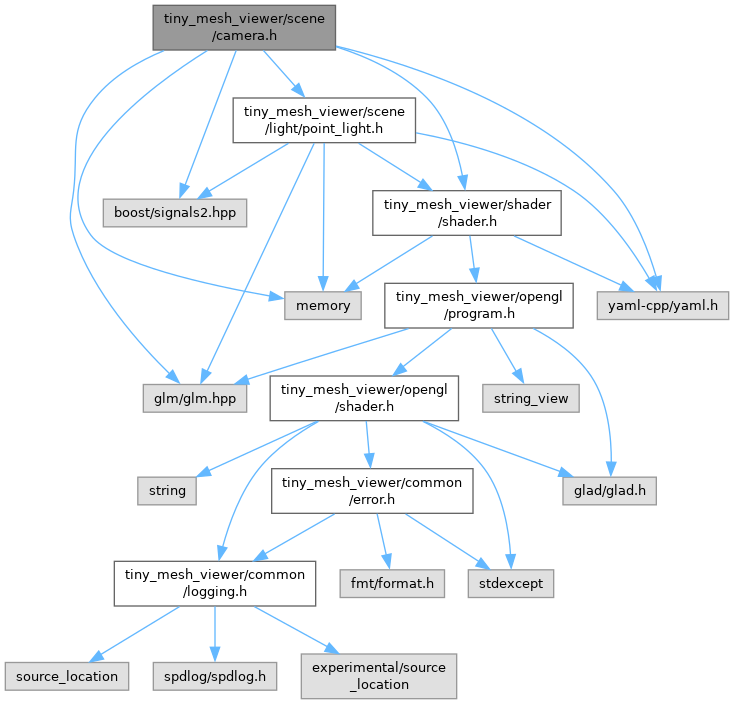 tiny_mesh_viewer/scene
/camera.h
tiny_mesh_viewer/scene
/light/point_light.h
boost/signals2.hpp
tiny_mesh_viewer/shader
/shader.h
memory
tiny_mesh_viewer/opengl
/program.h
yaml-cpp/yaml.h
glm/glm.hpp
tiny_mesh_viewer/opengl
/shader.h
string_view
string
tiny_mesh_viewer/common
/error.h
glad/glad.h
tiny_mesh_viewer/common
/logging.h
fmt/format.h
stdexcept
source_location
spdlog/spdlog.h
experimental/source
_location